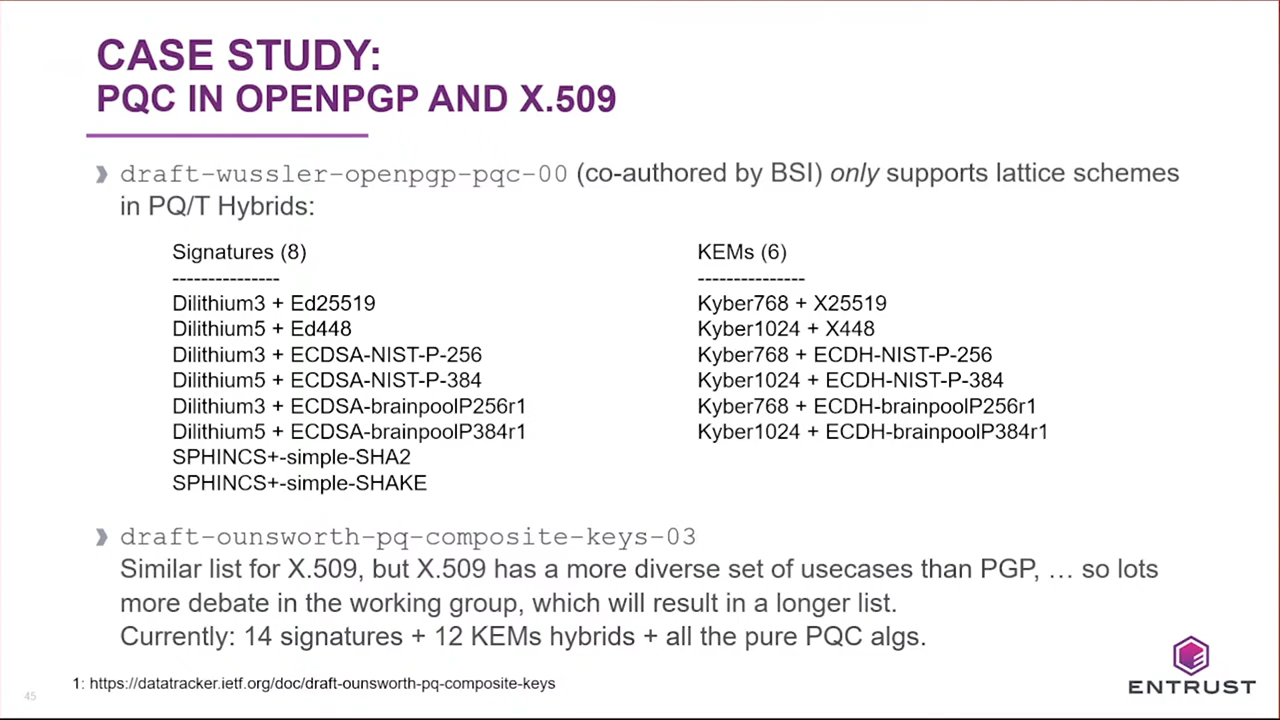 CASE STUDY:
PQC IN OPENPGP AND X.509
draft-wussler-openpgp-pqc-00 (co-authored by BSI) only supports lattice schemes
in PQ/T Hybrids:
Signatures (8)
---------------
Dilithium3 + Ed25519
Dilithium5 + Ed448
Dilithium3 + ECDSA-NIST-P-256
Dilithium5 + ECDSA-NIST-P-384
Dilithium3 + ECDSA-brainpoolP256r1
Dilithium5 + ECDSA-brainpoolP384r1
SPHINCS+-simple-SHA2
SPHINCS+-simple-SHAKE
KEMs (6)
---------------
Kyber768 + X25519
Kyber1024 + X448
Kyber768 + ECDH-NIST-P-256
Kyber1024 + ECDH-NIST-P-384
Kyber768 + ECDH-brainpoolP256r1
Kyber1024 + ECDH-brainpoolP384r1
draft-ounsworth-pq-composite-keys-03
Similar list for X.509, but X.509 has a more diverse set of usecases than PGP, … so lots
more debate in the working group, which will result in a longer list.
Currently: 14 signatures + 12 KEMs hybrids + all the pure PQC algs.
1: https://datatracker.ietf.org/doc/draft-ounsworth-pq-composite-keys
45
ENTRUST